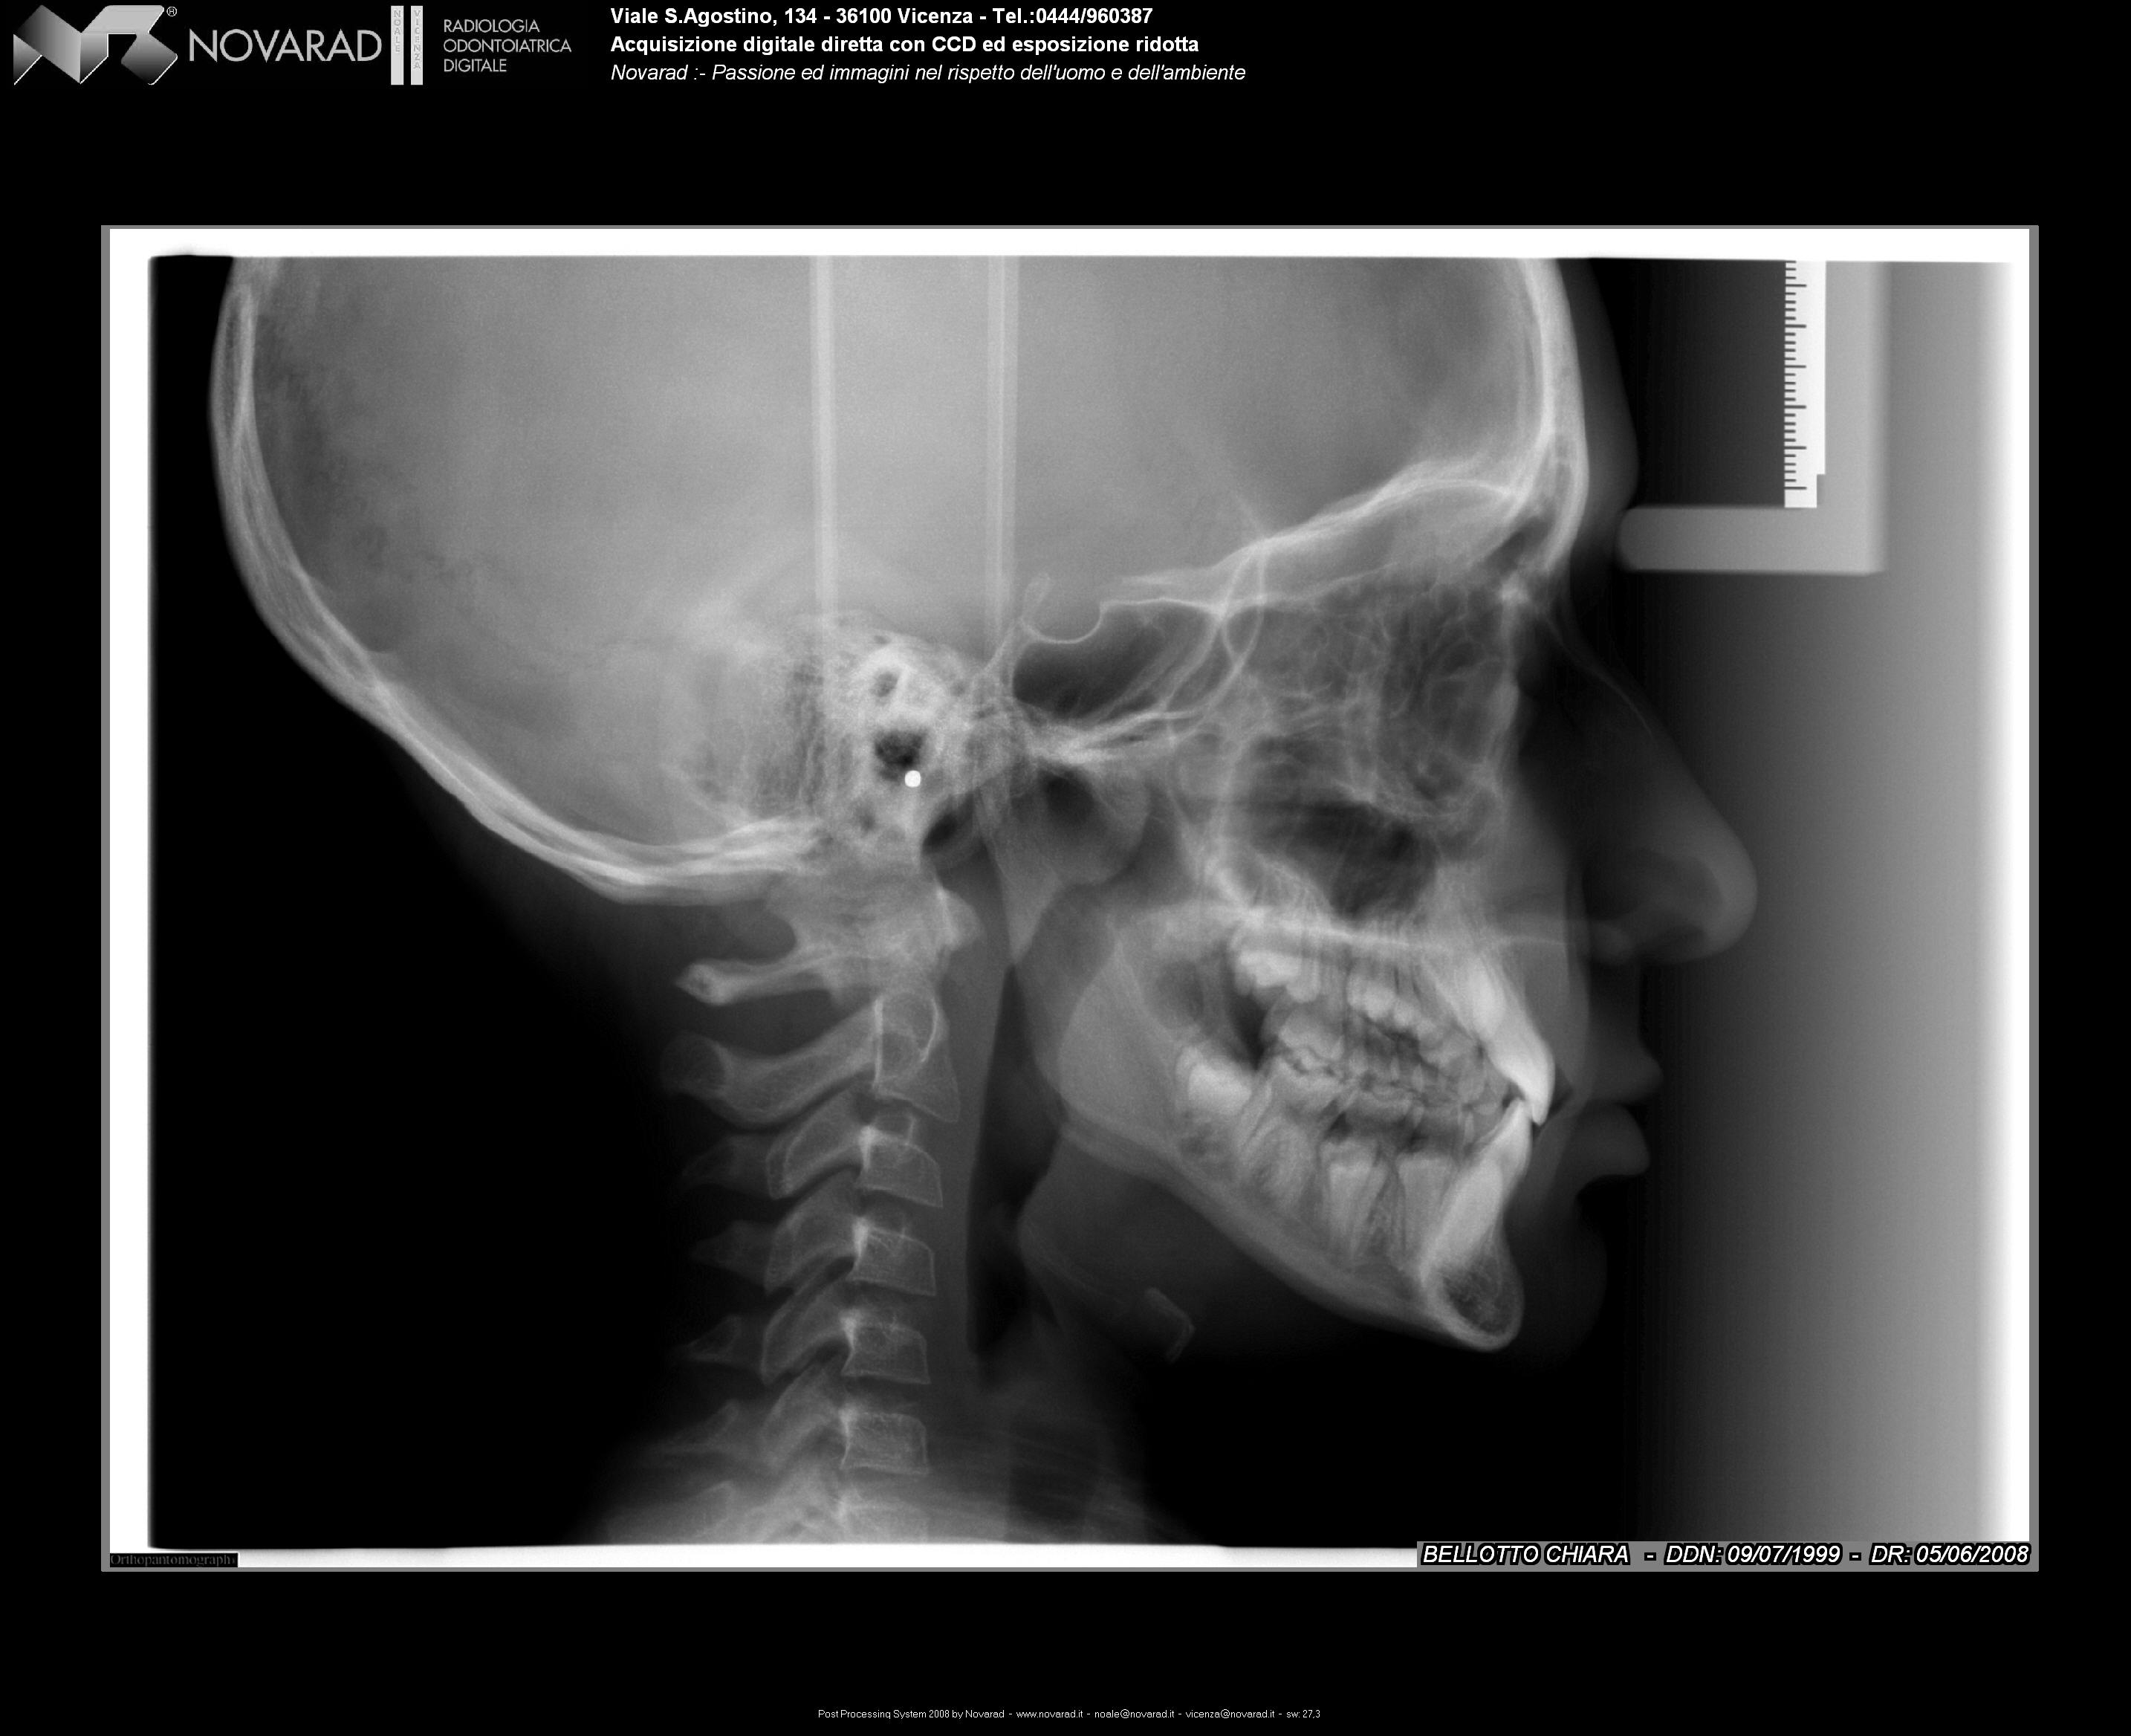 NOVARAD
®
NOALE
VICENZA
RADIOLOGIA
ODONTOIATRICA
DIGITALE
Viale S.Agostino, 134 - 36100 Vicenza - Tel.:0444/960387
Acquisizione digitale diretta con CCD ed esposizione ridotta
Novarad :- Passione ed immagini nel rispetto dell'uomo e dell'ambiente
Orthopantomograph
BELLOTTO CHIARA - DDN: 09/07/1999 - DR: 05/06/2008
Post Processing System 2008 by Novarad - www.novarad.it - noale@novarad.it - vicenza@novarad.it - sw: 27,3